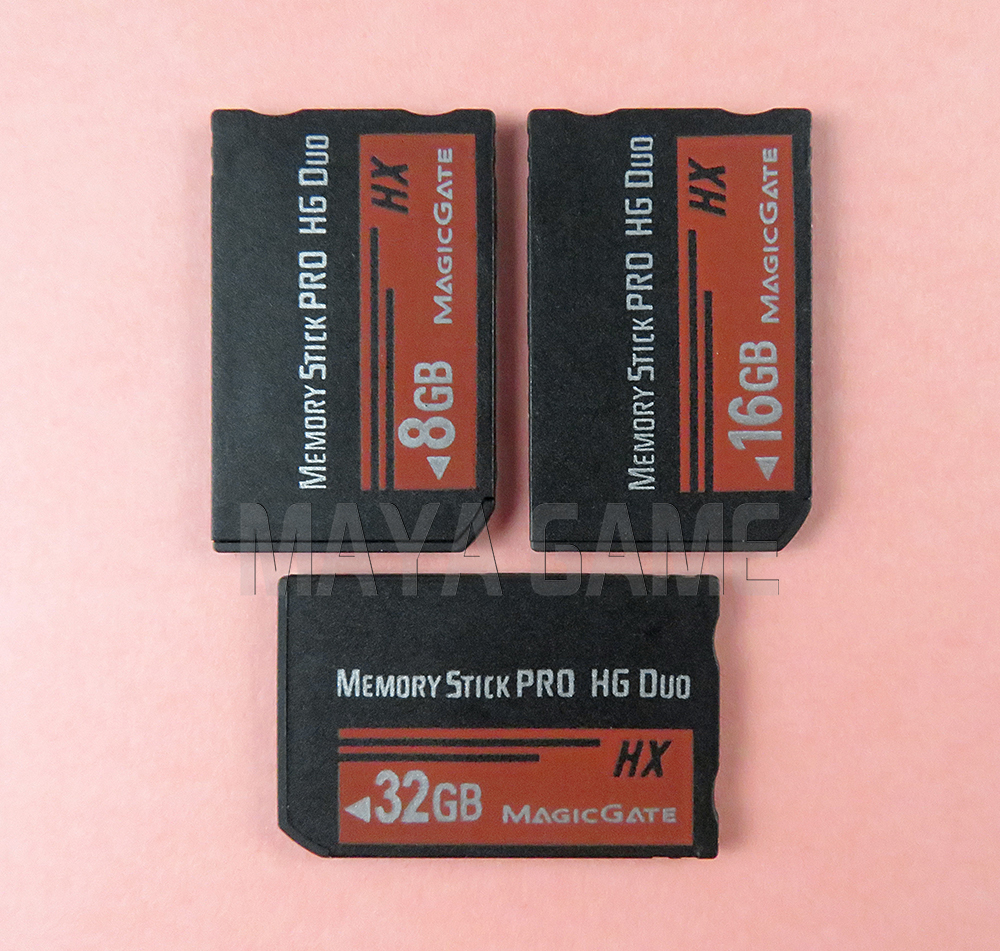 MEMORY STICK PRO HG DUO
HX
MAGICGATE
8GB
MEMORY STICK PRO HG DUO
HX
MAGICGATE
16GB
MAYA GAME
MEMORY STICK PRO HG DUO
HX
32GB MAGICGATE